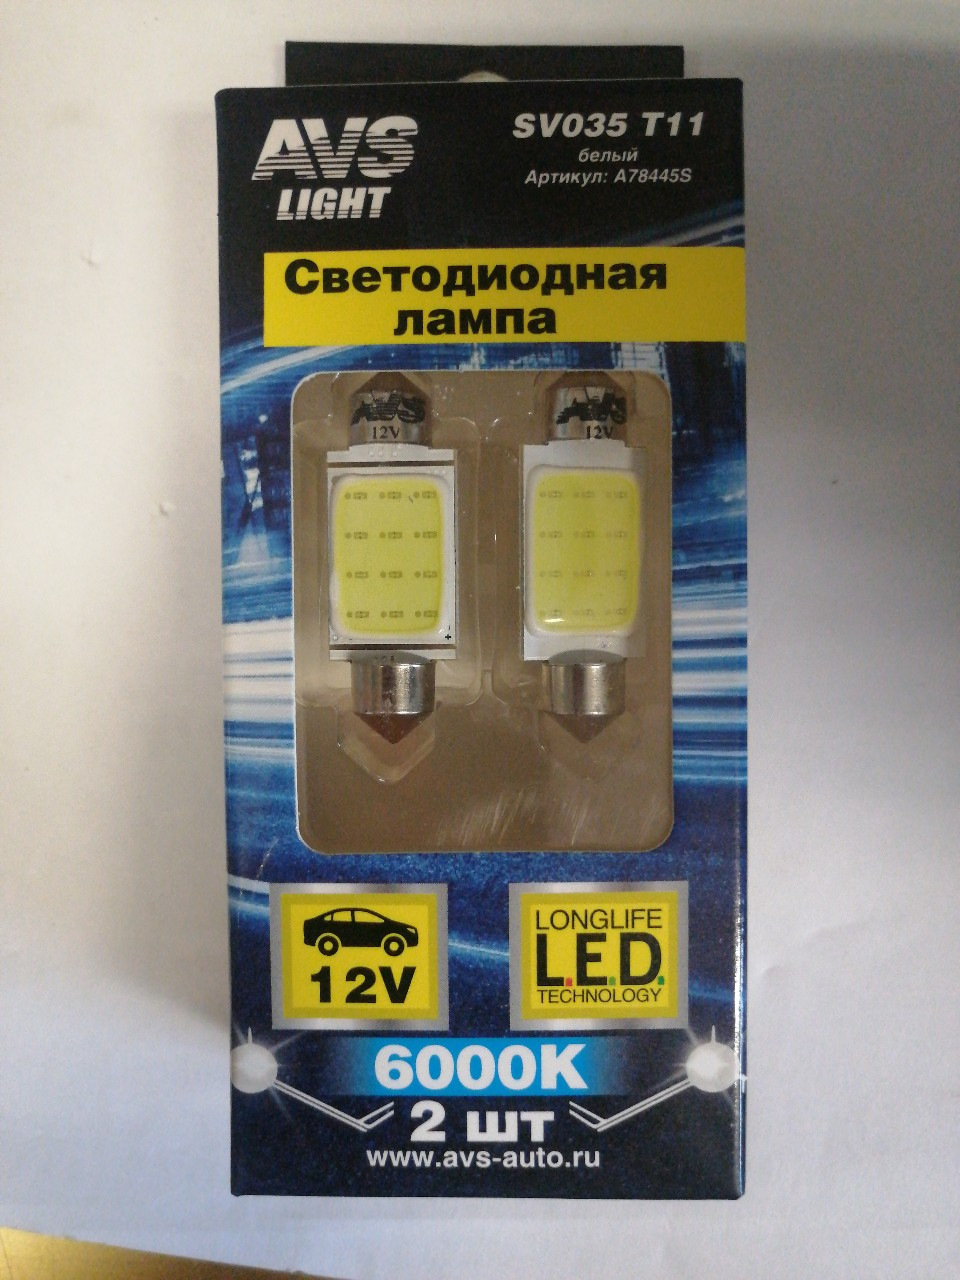 AVS
LIGHT
SV035 T11
белый
Артикул: A78445S
Светодиодная
лампа
AVS
12V
AVS
12V
12V
LONGLIFE
L.E.D.
TECHNOLOGY
6000K
2 шт
www.avs-auto.ru